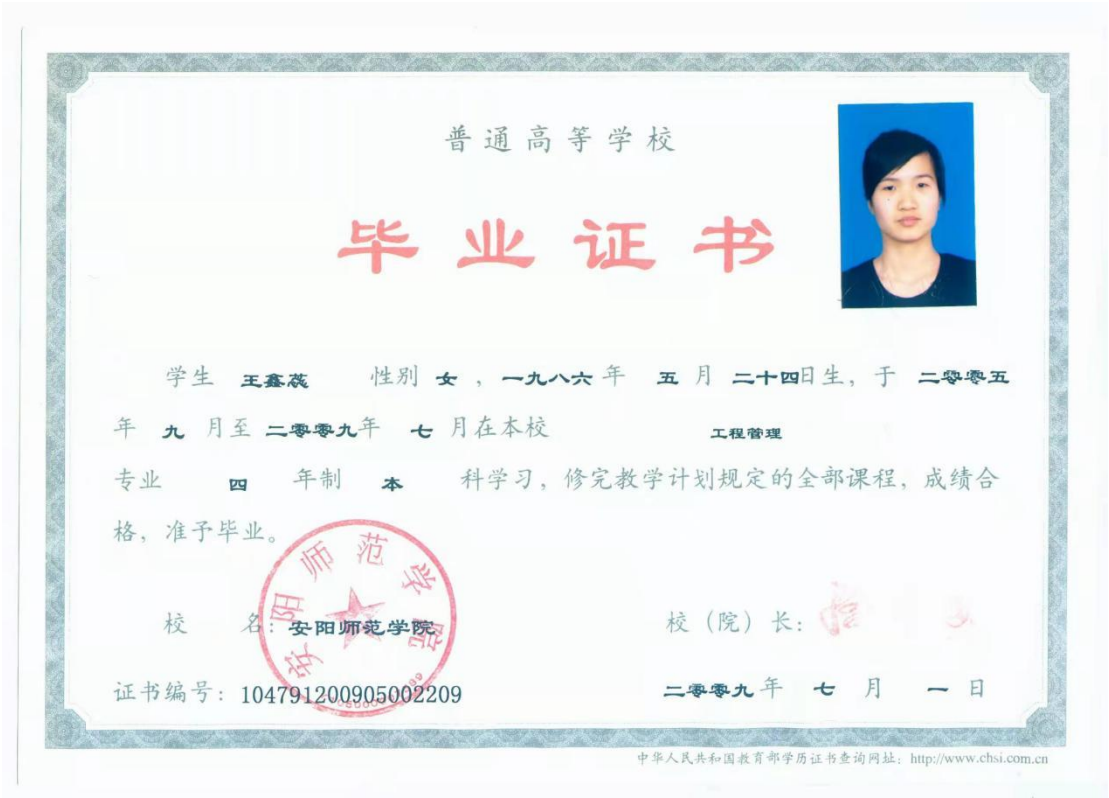 普通高等学校
毕业证书
学生 王鑫蕊 性别 女 ，一九八六 年 五 月 二十四日生，于 二零零五
年 九 月至 二零零九年 七 月在本校 工程管理
专业 四 年制 本 科学习，修完教学计划规定的全部课程，成绩合
格，准予毕业。
安阳师范学院
校 名：安阳师范学院 校（院）长：
证书编号：104791200905002209 二零零九 年 七 月 一 日
中华人民共和国教育部学历证书查询网址：http://www.chsi.com.cn